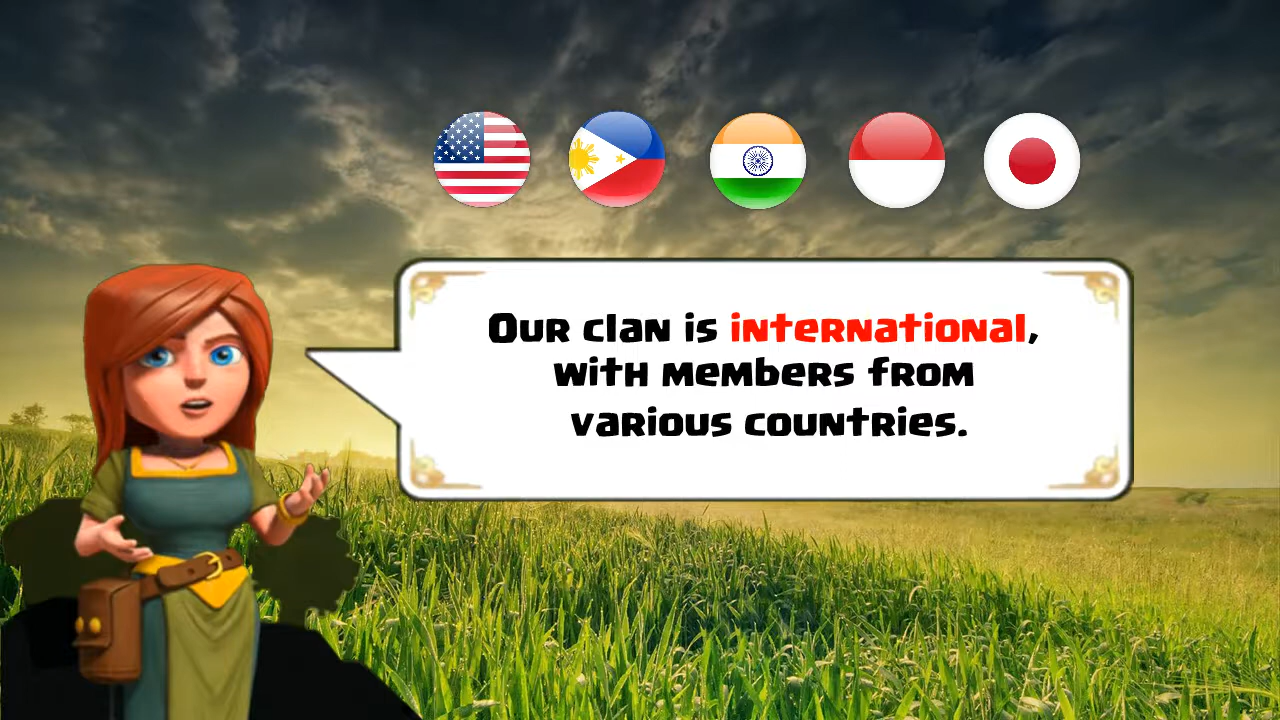 Our clan is international,
with members from
various countries.